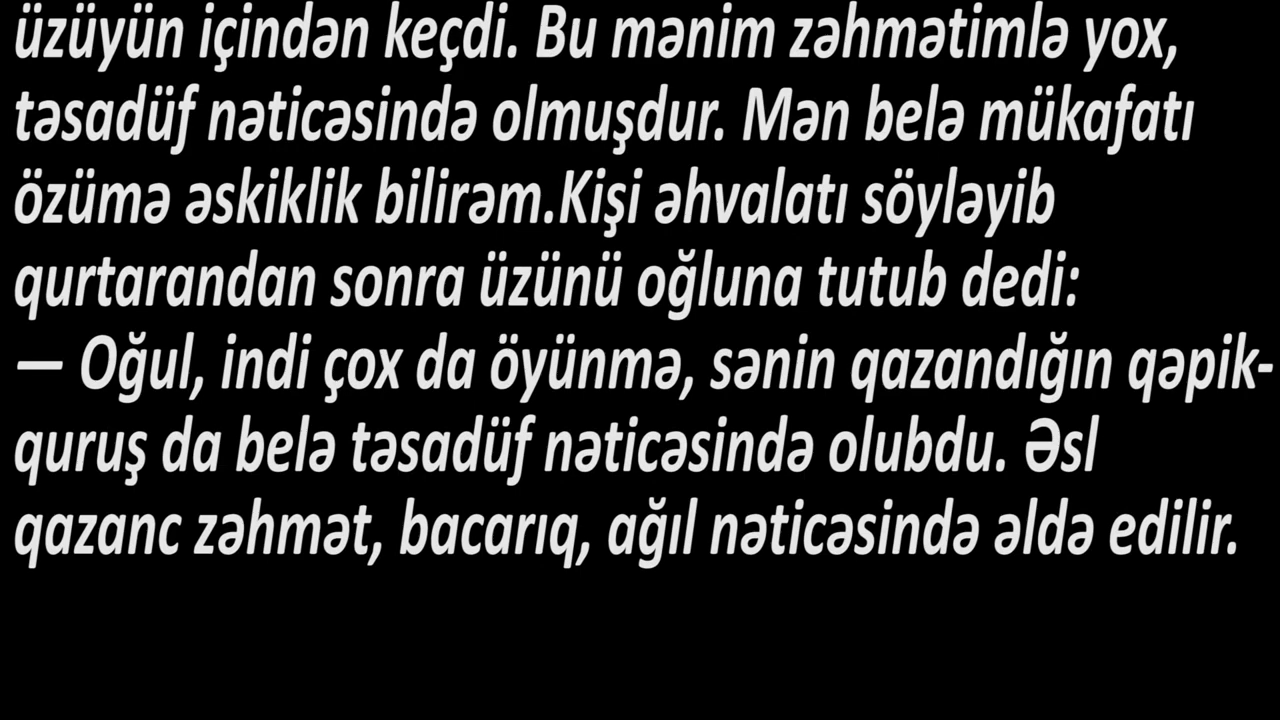 üzüyün içindən keçdi. Bu mənim zəhmətimlə yox,
təsadüf nəticəsində olmuşdur. Mən belə mükafatı
özümə əskiklik bilirəm.Kişi əhvalatı söyləyib
qurtarandan sonra üzünü oğluna tutub dedi:
— Oğul, indi çox da öyünmə, sənin qazandığın qəpik-
quruş da belə təsadüf nəticəsində olubdu. Əsl
qazanc zəhmət, bacarıq, ağıl nəticəsində əldə edilir.